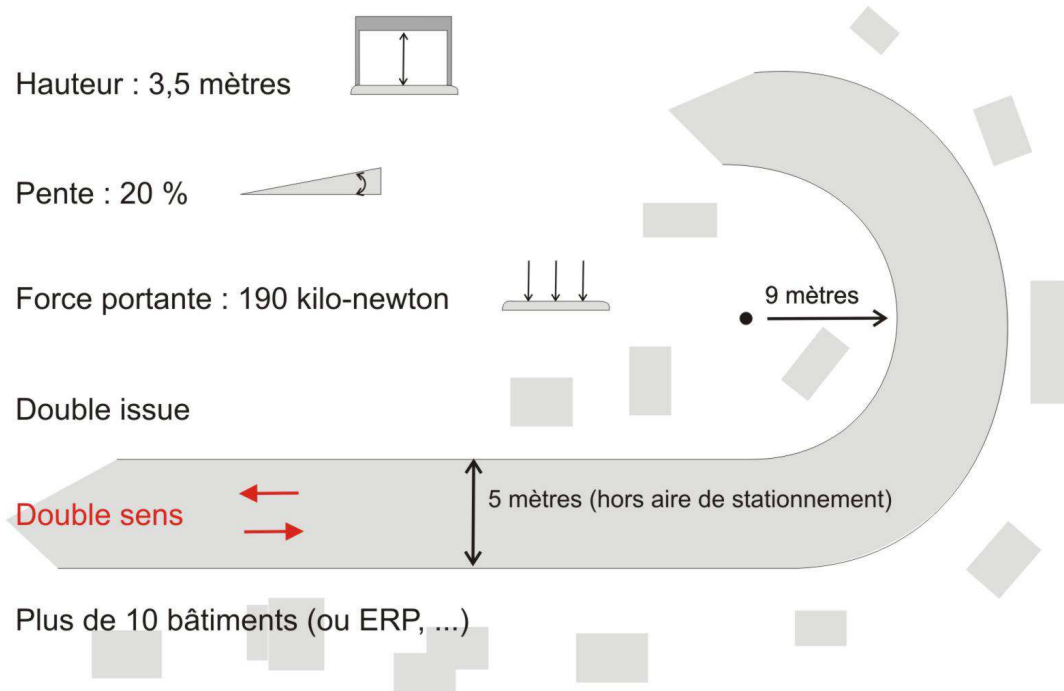 Hauteur : 3,5 mètres
Pente : 20 %
Force portante : 190 kilo-newton
9 mètres
Double issue
5 mètres (hors aire de stationnement)
Double sens
Plus de 10 bâtiments (ou ERP, ...)